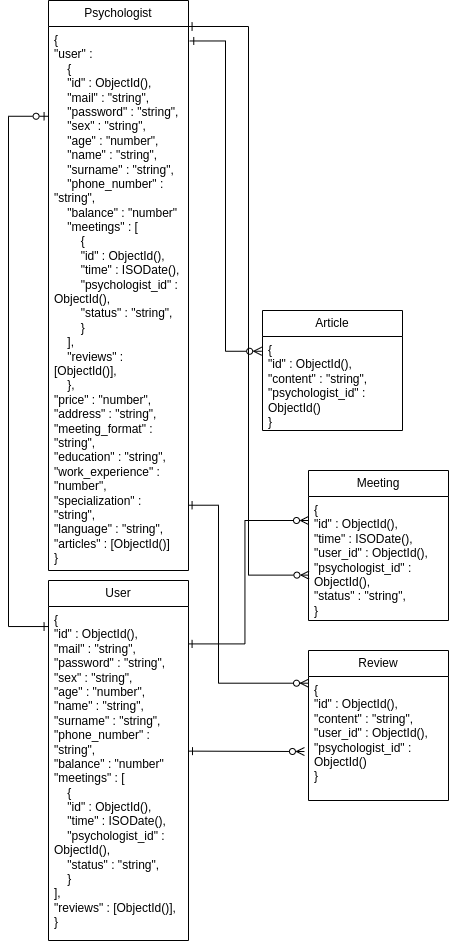 Psychologist
{
"user" :
{
"id" : ObjectId(),
"mail" : "string",
"password" : "string",
"sex" : "string",
"age" : "number",
"name" : "string",
"surname" : "string",
"phone_number" :
"string",
"balance" : "number"
"meetings" : [
{
"id" : ObjectId(),
"time" : ISODate(),
"psychologist_id" :
ObjectId(),
"status" : "string",
}
],
"reviews" :
[ObjectId()],
},
"price" : "number",
"address" : "string",
"meeting_format" :
"string",
"education" : "string",
"work_experience" :
"number",
"specialization" :
"string",
"language" : "string",
"articles" : [ObjectId()]
}
Article
{
"id" : ObjectId(),
"content" : "string",
"psychologist_id" :
ObjectId()
}
Meeting
{
"id" : ObjectId(),
"time" : ISODate(),
"user_id" : ObjectId(),
"psychologist_id" :
ObjectId(),
"status" : "string",
}
User
{
"id" : ObjectId(),
"mail" : "string",
"password" : "string",
"sex" : "string",
"age" : "number",
"name" : "string",
"surname" : "string",
"phone_number" :
"string",
"balance" : "number"
"meetings" : [
{
"id" : ObjectId(),
"time" : ISODate(),
"psychologist_id" :
ObjectId(),
"status" : "string",
}
],
"reviews" : [ObjectId()],
}
Review
{
"id" : ObjectId(),
"content" : "string",
"user_id" : ObjectId(),
"psychologist_id" :
ObjectId()
}